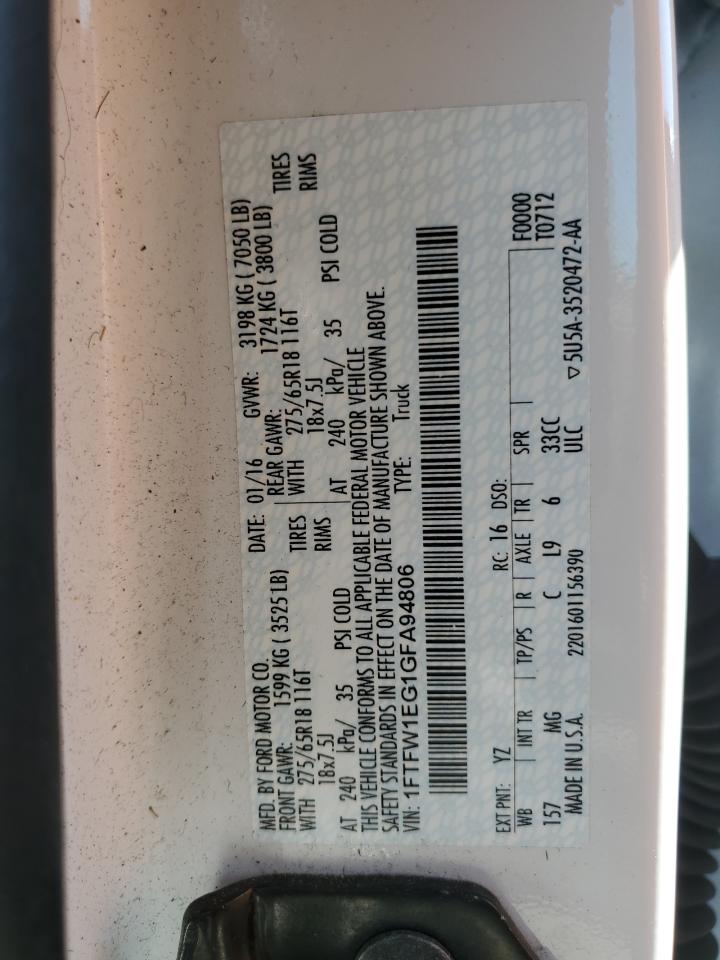 MFD. BY FORD MOTOR CO.
DATE: 01/16 GVWR: 3198 KG ( 7050 LB)
FRONT GAWR: 1599 KG ( 3525 LB)
REAR GAWR: 1724 KG ( 3800 LB)
WITH 275/65R18 116T TIRES
WITH 275/65R18 116T TIRES
18x7.5J RIMS
18x7.5J RIMS
AT 240 kPa/ 35 PSI COLD
AT 240 kPa/ 35 PSI COLD
THIS VEHICLE CONFORMS TO ALL APPLICABLE FEDERAL MOTOR VEHICLE
SAFETY STANDARDS IN EFFECT ON THE DATE OF MANUFACTURE SHOWN ABOVE.
VIN: 1FTFW1EG1GFA94806 TYPE: Truck
EXT PNT: YZ RC: 16 DSO: F0000
WB INT TR TP/PS R AXLE TR SPR T0712
157 MG C L9 6 33CC
MADE IN U.S.A. 2201601156390 ULC ▽5U5A-3520472-AA